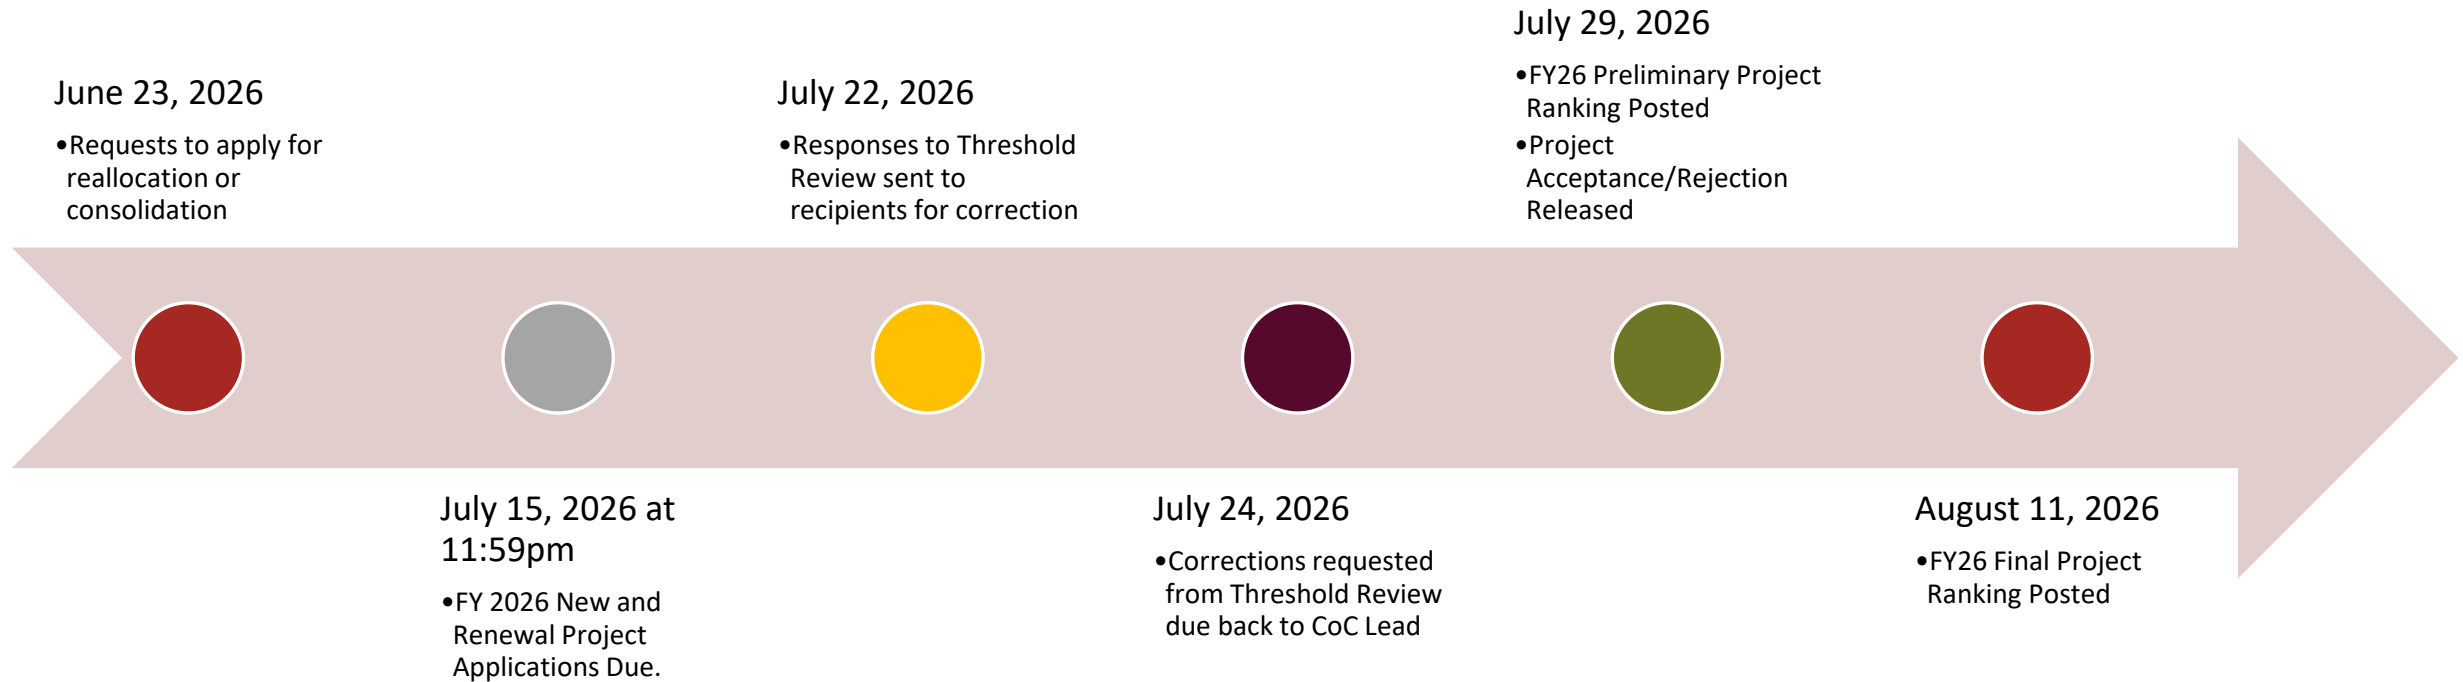 June 23, 2026
•Requests to apply for
reallocation or
consolidation
July 15, 2026 at
11:59pm
•FY 2026 New and
Renewal Project
Applications Due.
July 22, 2026
•Responses to Threshold
Review sent to
recipients for correction
July 24, 2026
•Corrections requested
from Threshold Review
due back to CoC Lead
July 29, 2026
•FY26 Preliminary Project
Ranking Posted
•Project
Acceptance/Rejection
Released
August 11, 2026
•FY26 Final Project
Ranking Posted